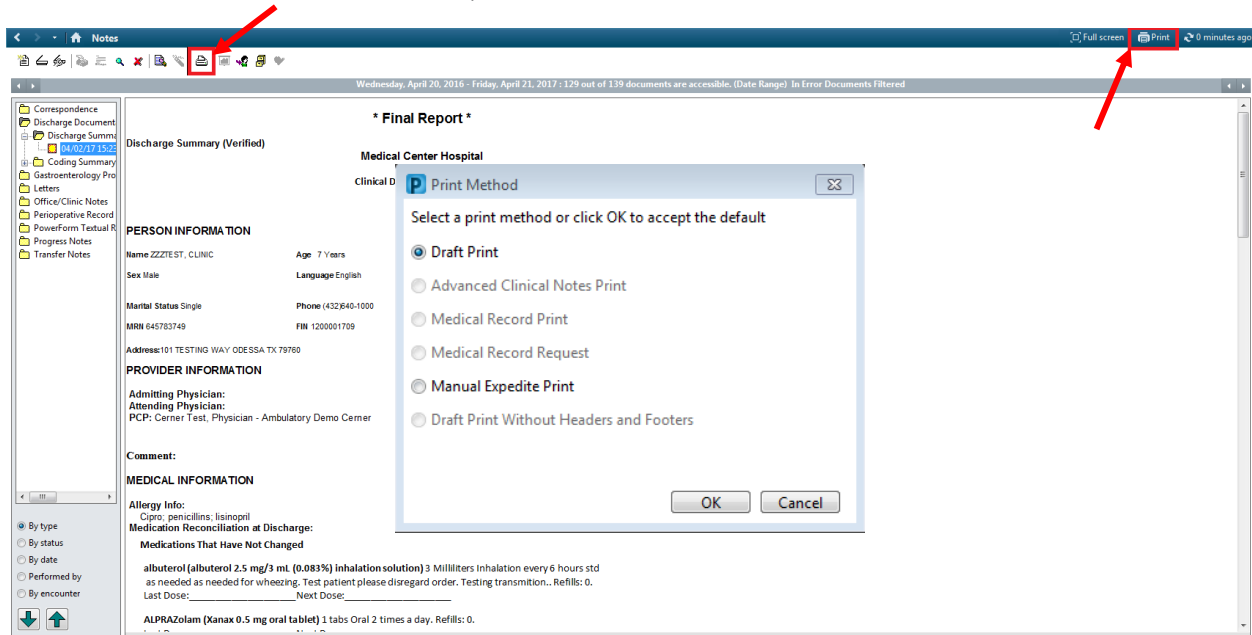 Notes
Full screen Print 0 minutes ago
Wednesday, April 20, 2016 - Friday, April 21, 2017 : 129 out of 139 documents are accessible. (Date Range) In Error Documents Filtered
Correspondence
Discharge Document
Discharge Summa
04/02/17 15:23
Coding Summary
Gastroenterology Pro
Letters
Office/Clinic Notes
Perioperative Record
PowerForm Textual R
Progress Notes
Transfer Notes
By type
By status
By date
Performed by
By encounter
* Final Report *
Discharge Summary (Verified)
Medical Center Hospital
Clinical D
PERSON INFORMATION
Name ZZZTEST, CLINIC Age 7 Years
Sex Male Language English
Marital Status Single Phone (432)640-1000
MRN 645783749 FIN 1200001709
Address:101 TESTING WAY ODESSA TX 79760
PROVIDER INFORMATION
Admitting Physician:
Attending Physician:
PCP: Cerner Test, Physician - Ambulatory Demo Cerner
Comment:
MEDICAL INFORMATION
Allergy Info:
Cipro; penicillins; lisinopril
Medication Reconciliation at Discharge:
Medications That Have Not Changed
albuterol (albuterol 2.5 mg/3 mL (0.083%) inhalation solution) 3 Milliliters Inhalation every 6 hours std
as needed as needed for wheezing. Test patient please disregard order. Testing transmition.. Refills: 0.
Last Dose:____________________Next Dose:____________________
ALPRAZolam (Xanax 0.5 mg oral tablet) 1 tabs Oral 2 times a day. Refills: 0.
Print Method
Select a print method or click OK to accept the default
Draft Print
Advanced Clinical Notes Print
Medical Record Print
Medical Record Request
Manual Expedite Print
Draft Print Without Headers and Footers
OK Cancel